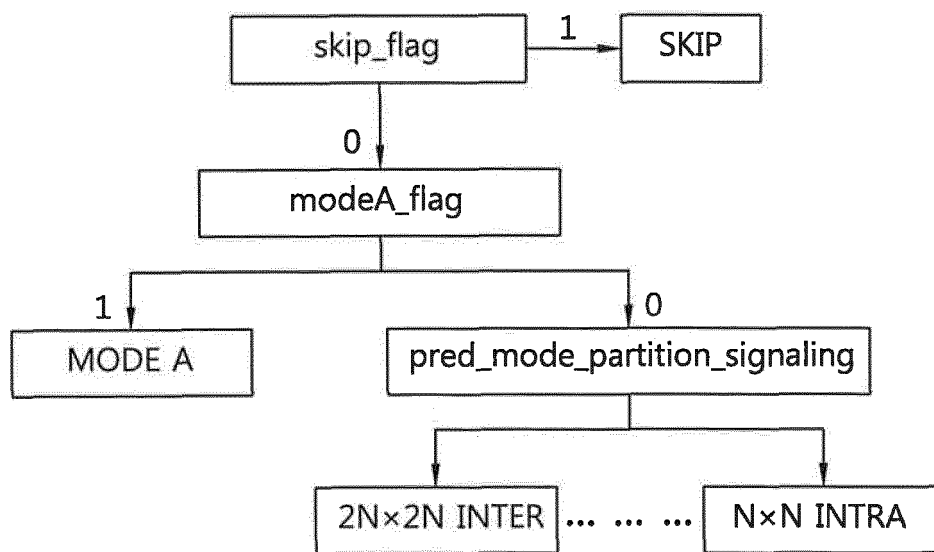 skip_flag
1
SKIP
0
modeA_flag
1
0
MODE A
pred_mode_partition_signaling
2N×2N INTER
... ... ...
N×N INTRA